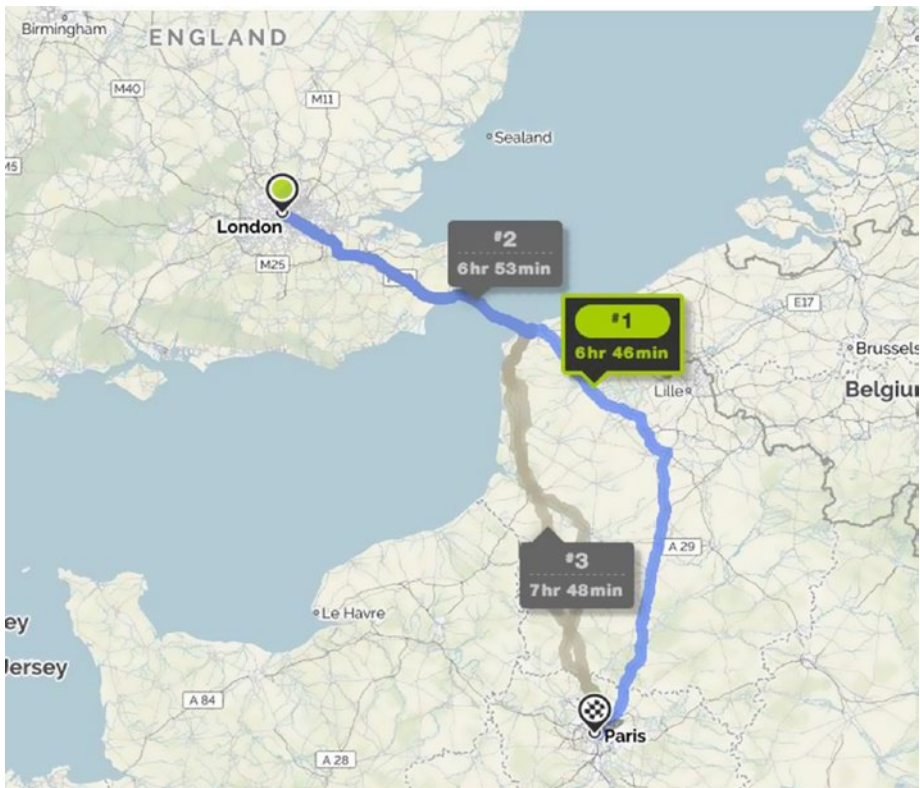 Birmingham
ENGLAND
M40
M11
Sealand
M5
London
M25
#2
6hr 53min
E17
#1
6hr 46min
Brussels
Lille
Belgiu
A 29
#3
7hr 48min
Le Havre
ey
Jersey
A 84
Paris
A 28